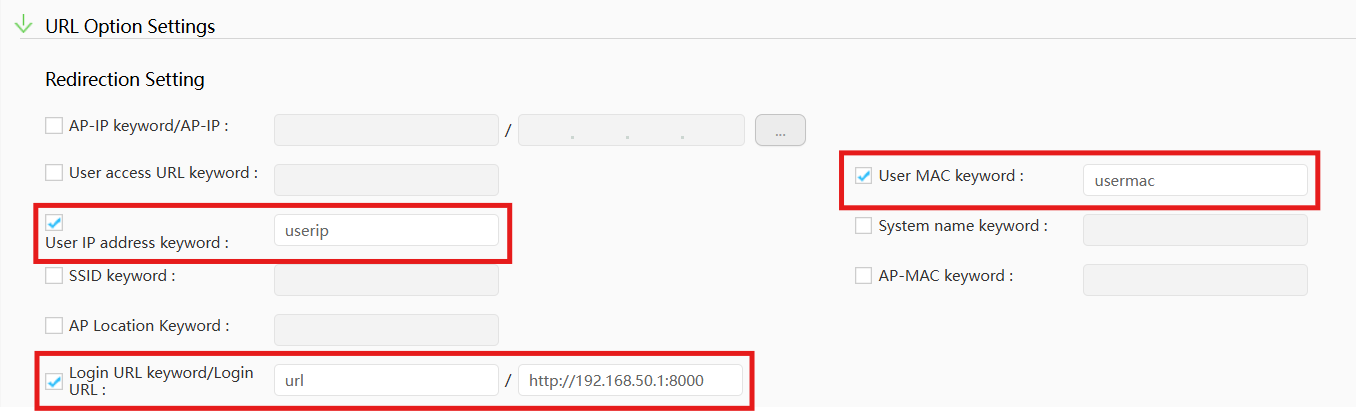 URL Option Settings
Redirection Setting
AP-IP keyword/AP-IP : / . . . ...
User access URL keyword :
User MAC keyword : usermac
User IP address keyword : userip
System name keyword :
SSID keyword :
AP-MAC keyword :
AP Location Keyword :
Login URL keyword/Login
URL : url / http://192.168.50.1:8000